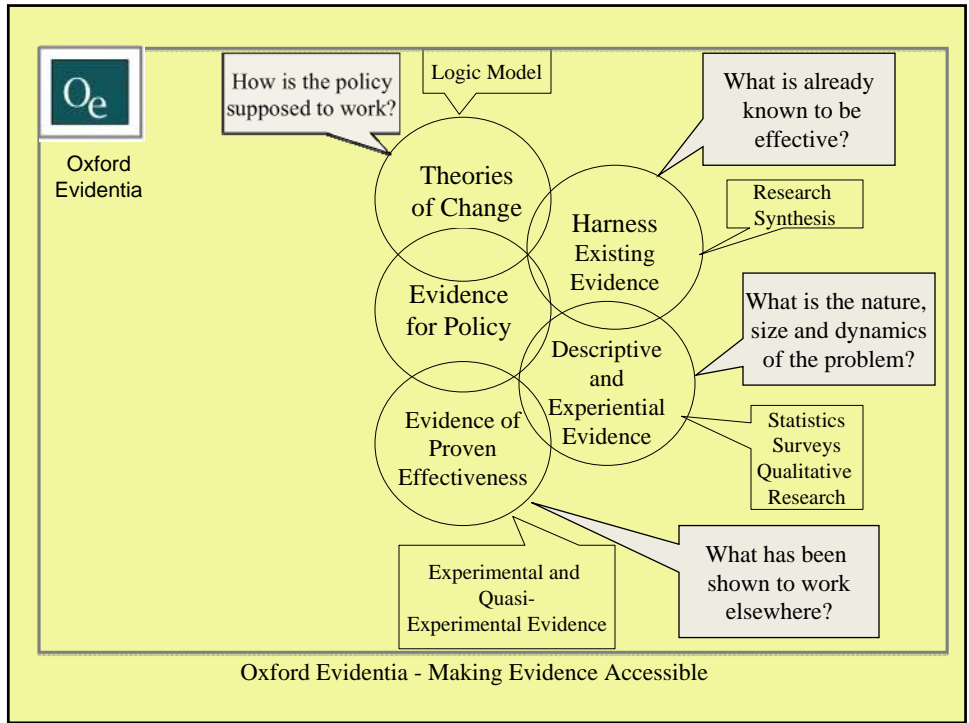 Oe
Oxford
Evidentia
How is the policy
supposed to work?
Logic Model
What is already
known to be
effective?
Theories
of Change
Harness
Existing
Evidence
Research
Synthesis
Evidence
for Policy
What is the nature,
size and dynamics
of the problem?
Descriptive
and
Experiential
Evidence
Evidence of
Proven
Effectiveness
Statistics
Surveys
Qualitative
Research
Experimental and
Quasi-
Experimental Evidence
What has been
shown to work
elsewhere?
Oxford Evidentia - Making Evidence Accessible